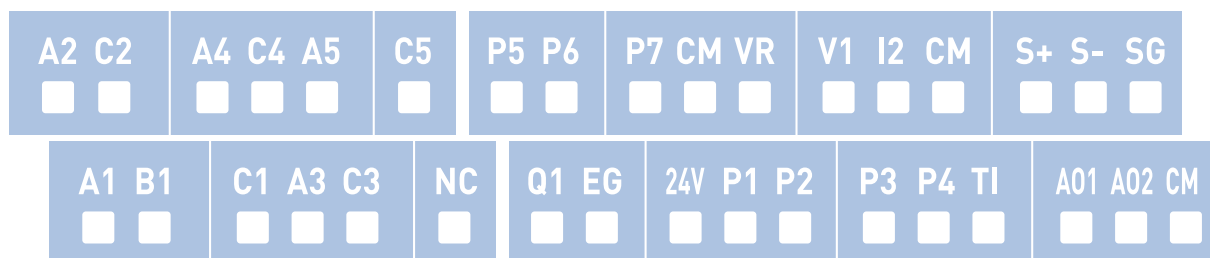 A2 C2 A4 C4 A5 C5 P5 P6 P7 CM VR V1 I2 CM S+ S- SG
A1 B1 C1 A3 C3 NC Q1 EG 24V P1 P2 P3 P4 TI A01 A02 CM